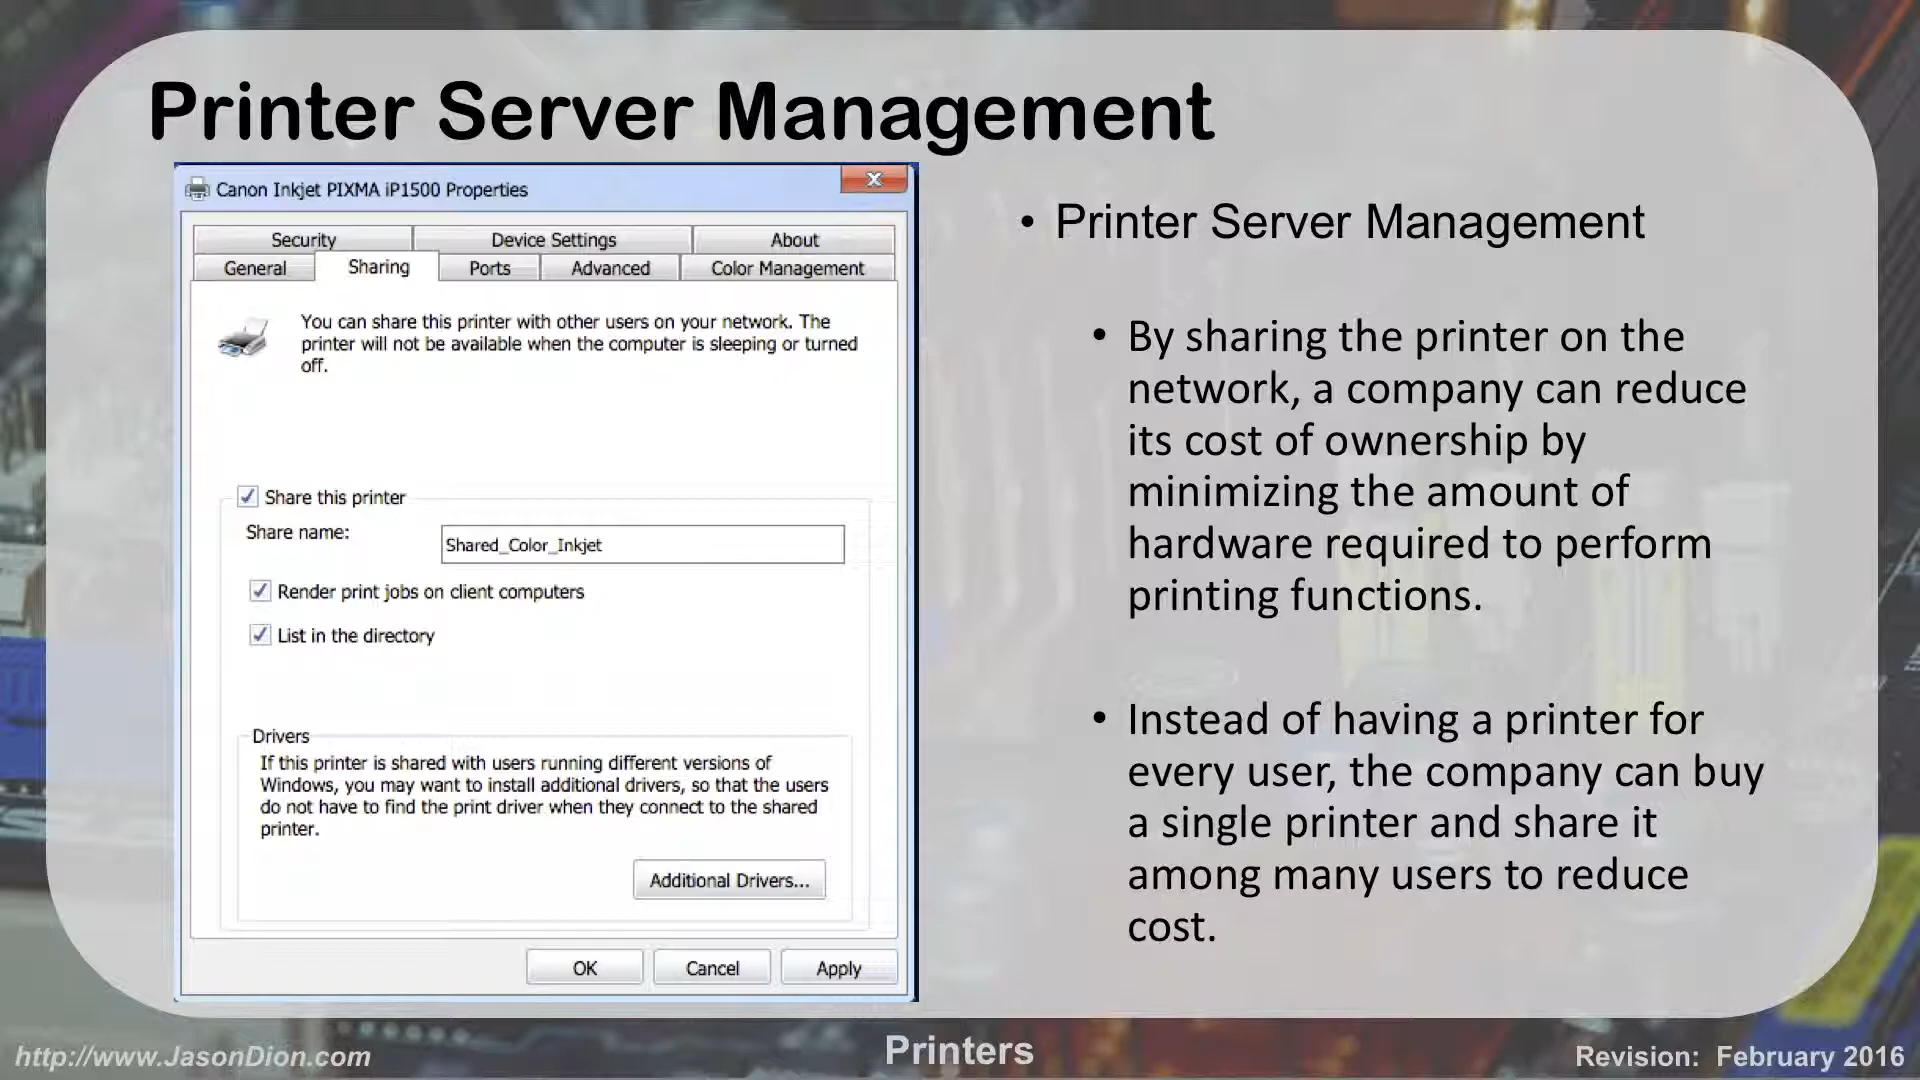 Printer Server Management
Canon Inkjet PIXMA iP1500 Properties
Security
Device Settings
About
General
Sharing
Ports
Advanced
Color Management
You can share this printer with other users on your network. The
printer will not be available when the computer is sleeping or turned
off.
Share this printer
Share name:
Shared_Color_Inkjet
Render print jobs on client computers
List in the directory
Drivers
If this printer is shared with users running different versions of
Windows, you may want to install additional drivers, so that the users
do not have to find the print driver when they connect to the shared
printer.
Additional Drivers...
OK
Cancel
Apply
• Printer Server Management
• By sharing the printer on the
network, a company can reduce
its cost of ownership by
minimizing the amount of
hardware required to perform
printing functions.
• Instead of having a printer for
every user, the company can buy
a single printer and share it
among many users to reduce
cost.
http://www.JasonDion.com
Printers
Revision: February 2016